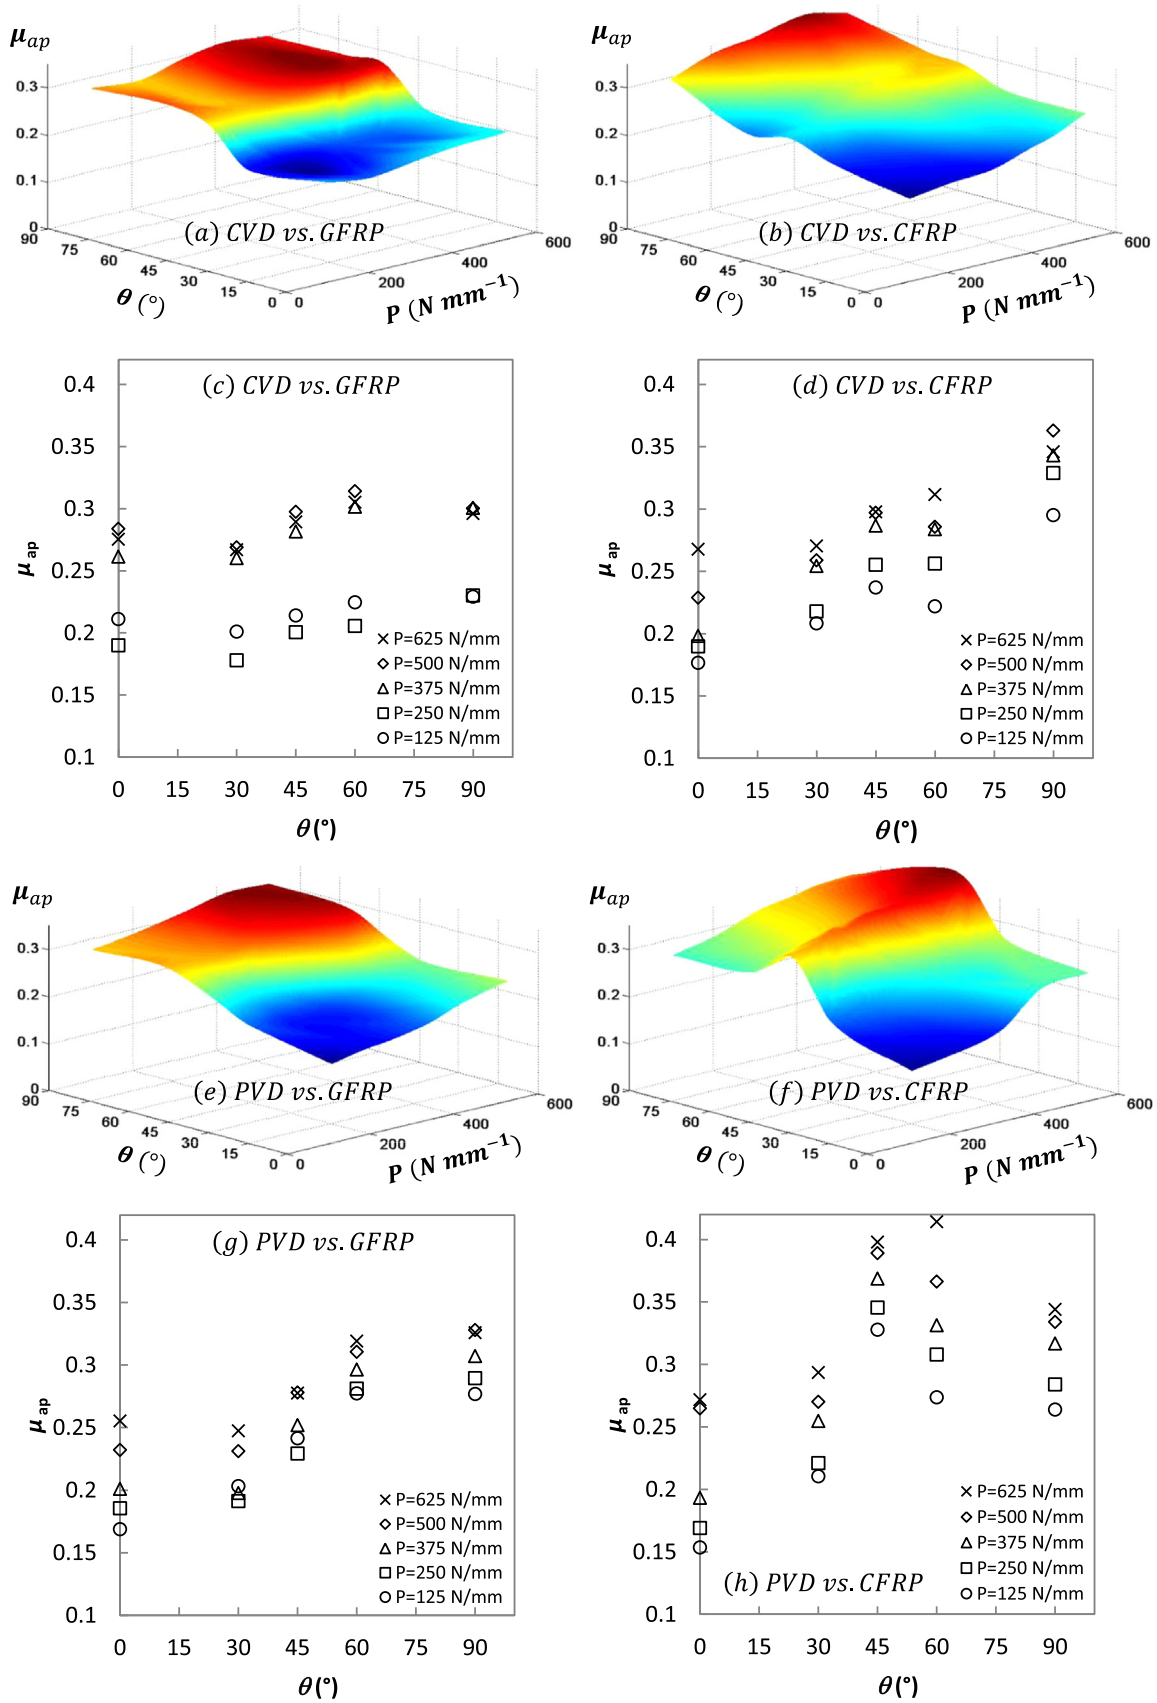 μap
0.3
0.2
0.1
0
90
75
60
45
30
15
0
0
200
400
600
θ (°)
P (N mm⁻¹)
(a) CVD vs. GFRP
μap
0.3
0.2
0.1
0
90
75
60
45
30
15
0
0
200
400
600
θ (°)
P (N mm⁻¹)
(b) CVD vs. CFRP
(c) CVD vs. GFRP
0.4
0.35
0.3
0.25
0.2
0.15
0.1
μap
P=625 N/mm
P=500 N/mm
P=375 N/mm
P=250 N/mm
P=125 N/mm
0 15 30 45 60 75 90
θ (°)
(d) CVD vs. CFRP
0.4
0.35
0.3
0.25
0.2
0.15
0.1
μap
P=625 N/mm
P=500 N/mm
P=375 N/mm
P=250 N/mm
P=125 N/mm
0 15 30 45 60 75 90
θ (°)
μap
0.3
0.2
0.1
0
90
75
60
45
30
15
0
0
200
400
600
θ (°)
P (N mm⁻¹)
(e) PVD vs. GFRP
μap
0.3
0.2
0.1
0
90
75
60
45
30
15
0
0
200
400
600
θ (°)
P (N mm⁻¹)
(f) PVD vs. CFRP
(g) PVD vs. GFRP
0.4
0.35
0.3
0.25
0.2
0.15
0.1
μap
P=625 N/mm
P=500 N/mm
P=375 N/mm
P=250 N/mm
P=125 N/mm
0 15 30 45 60 75 90
θ (°)
0.4
0.35
0.3
0.25
0.2
0.15
0.1
μap
P=625 N/mm
P=500 N/mm
P=375 N/mm
P=250 N/mm
P=125 N/mm
(h) PVD vs. CFRP
0 15 30 45 60 75 90
θ (°)